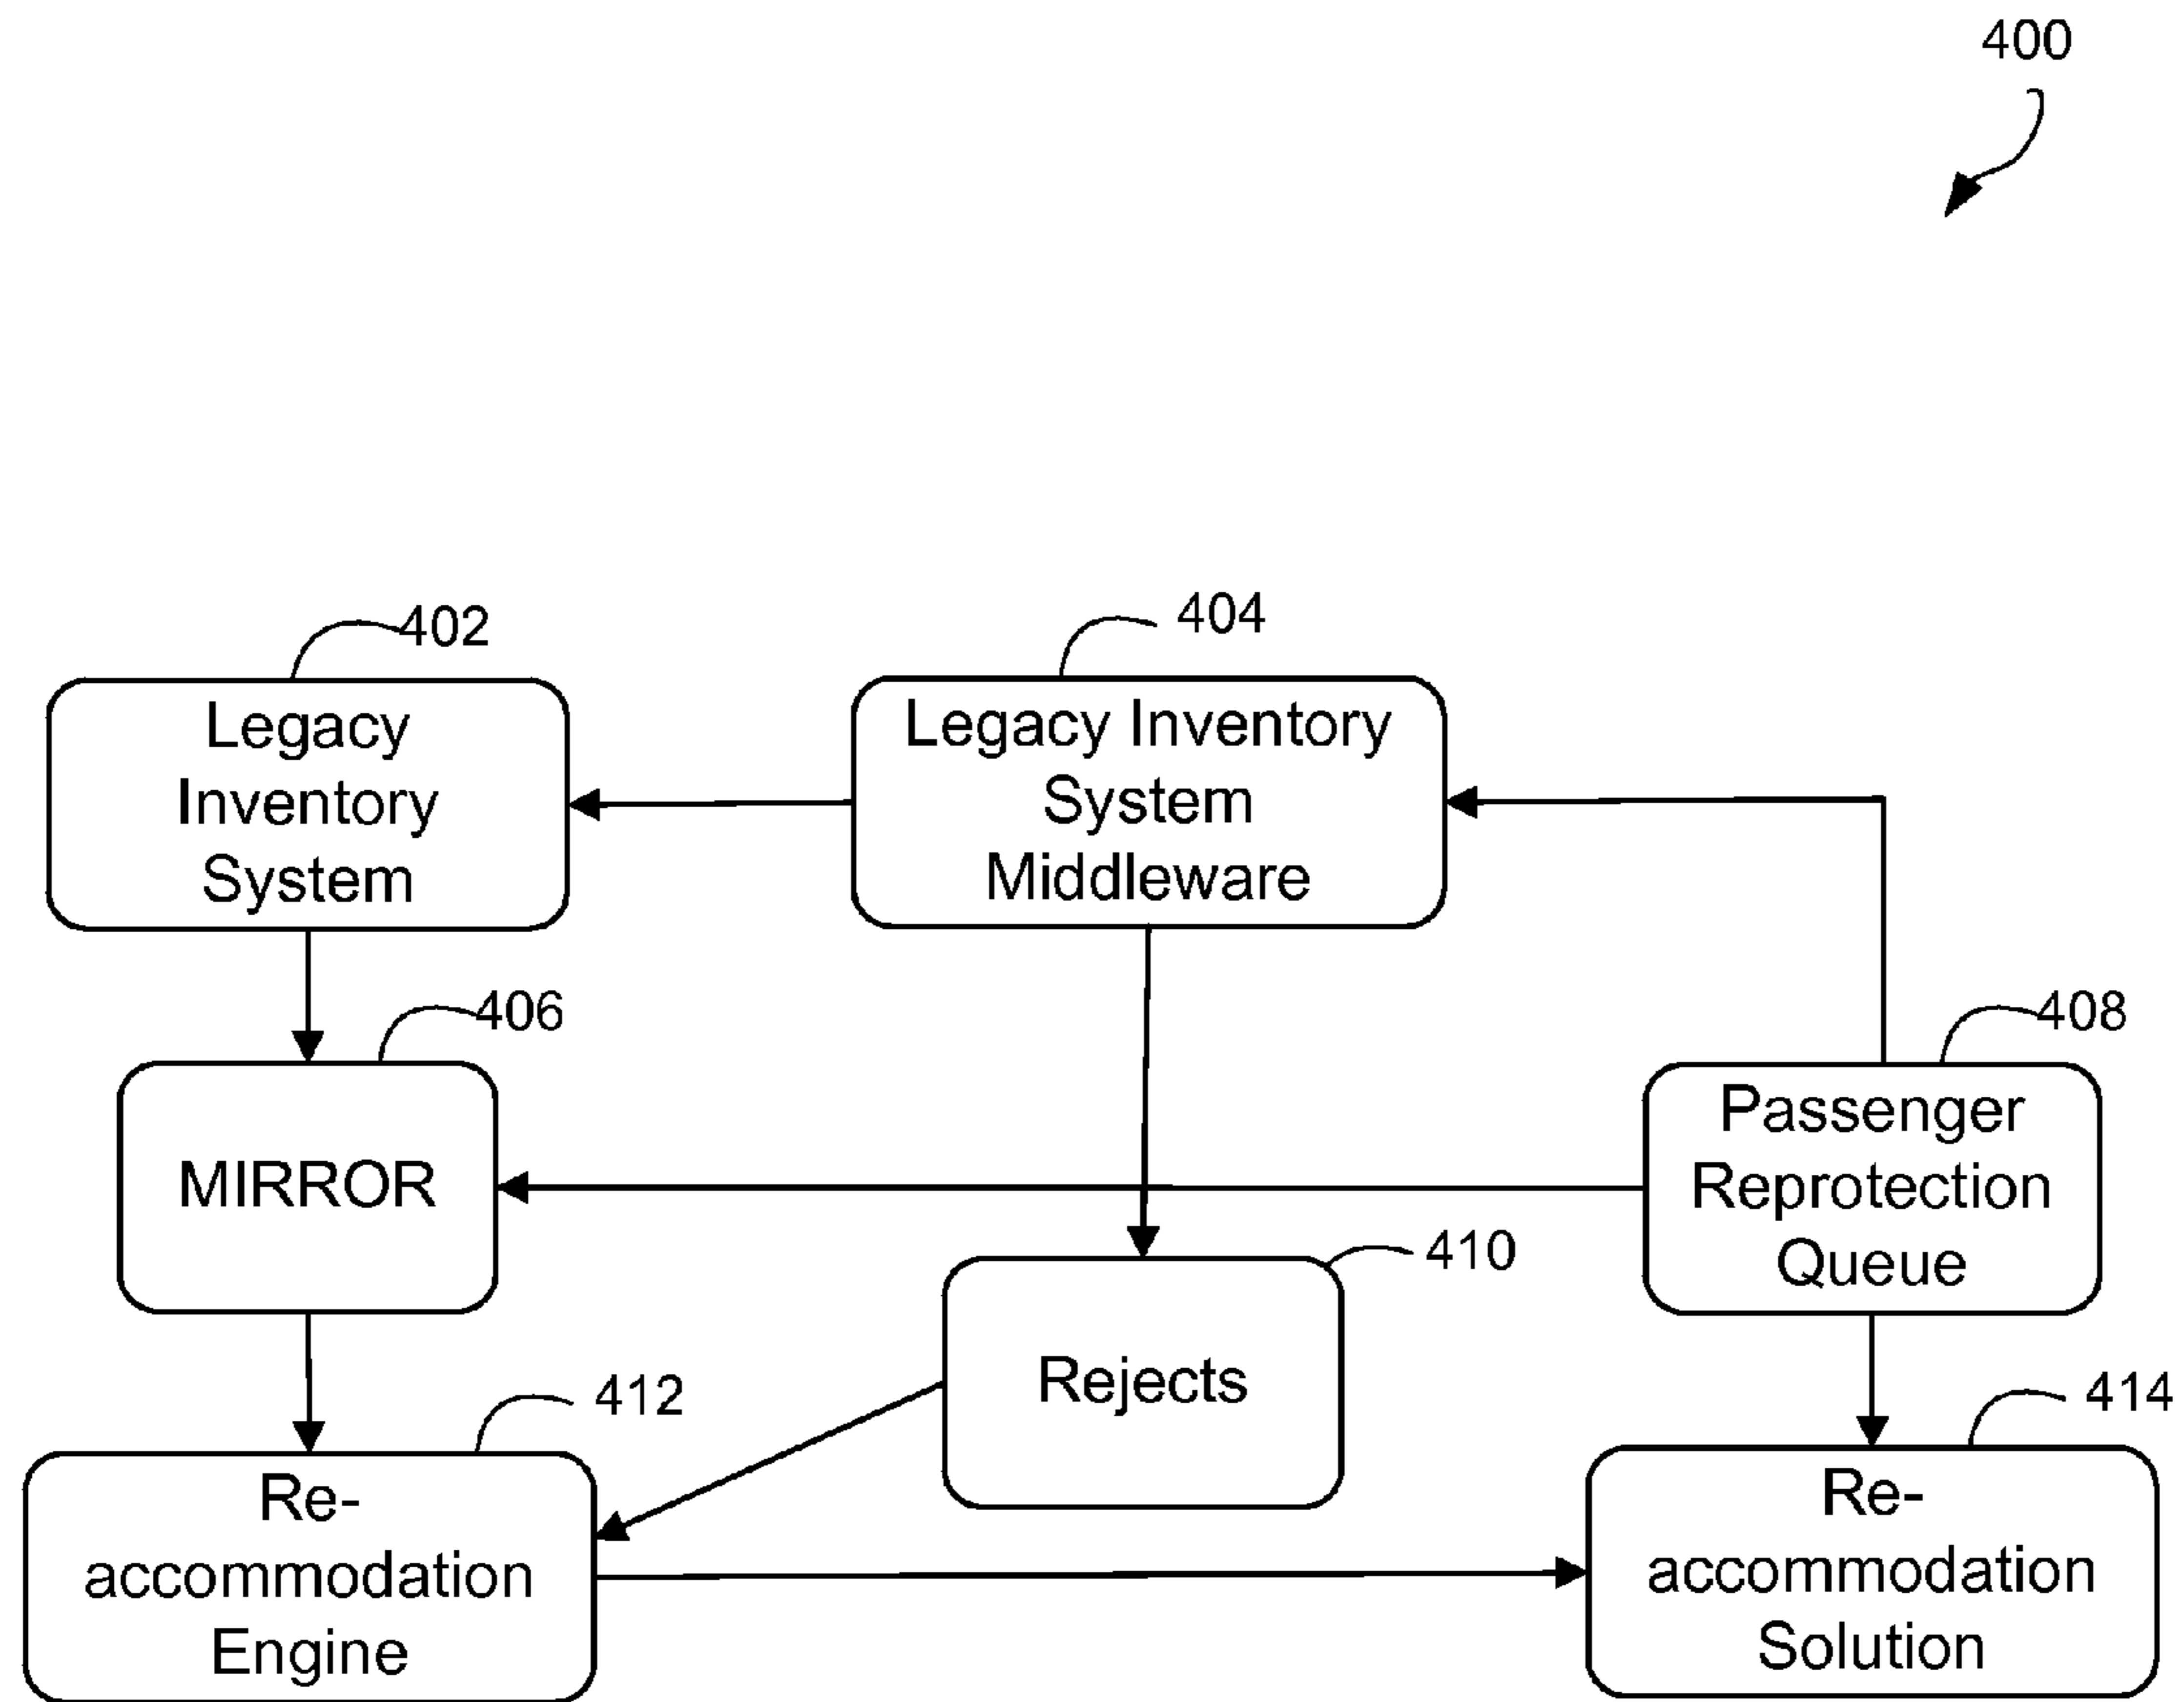 400
402
Legacy
Inventory
System
404
Legacy Inventory
System
Middleware
406
MIRROR
408
Passenger
Reprotection
Queue
410
Rejects
412
Re-
accommodation
Engine
414
Re-
accommodation
Solution